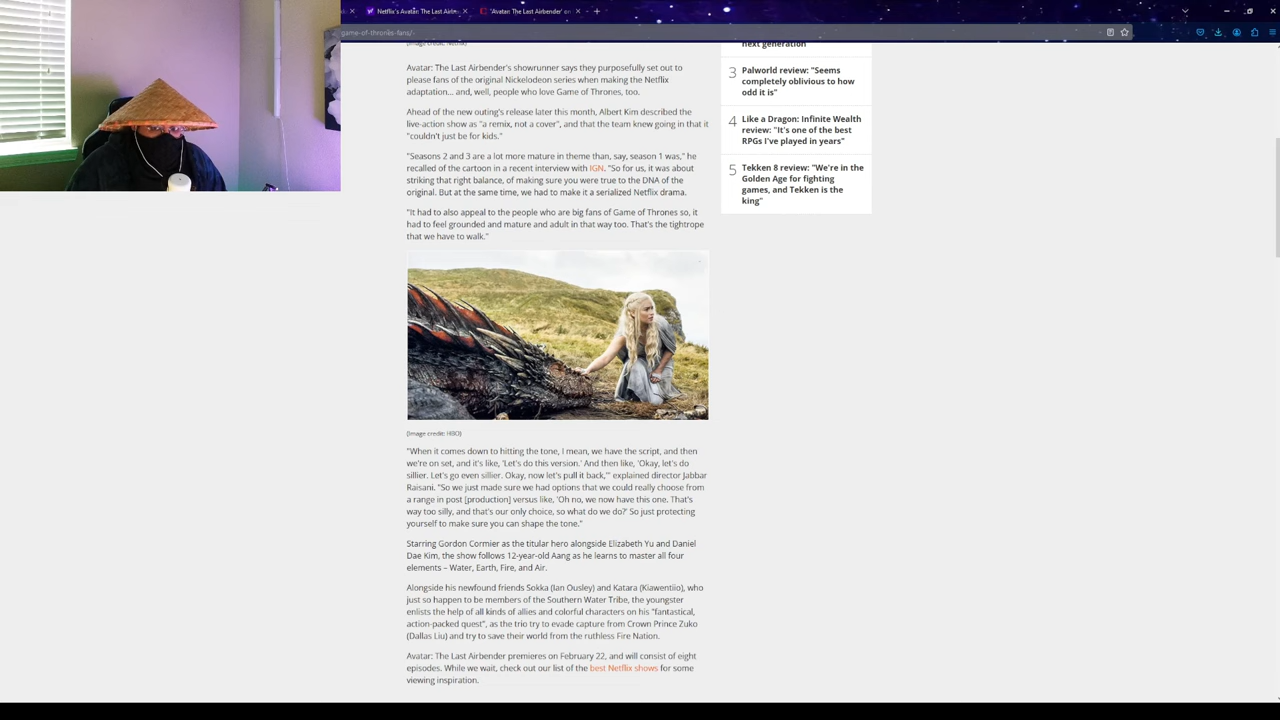 Netflix's Avatar: The Last Airbe
'Avatar: The Last Airbender' or
game-of-thrones-fans/
(Image credit: Netflix)
Avatar: The Last Airbender's showrunner says they purposefully set out to
please fans of the original Nickelodeon series when making the Netflix
adaptation... and, well, people who love Game of Thrones, too.
Ahead of the new outing's release later this month, Albert Kim described the
live-action show as "a remix, not a cover", and that the team knew going in that it
"couldn't just be for kids."
"Seasons 2 and 3 are a lot more mature in theme than, say, season 1 was," he
recalled of the cartoon in a recent interview with IGN. "So for us, it was about
striking that right balance, of making sure you were true to the DNA of the
original. But at the same time, we had to make it a serialized Netflix drama.
"It had to also appeal to the people who are big fans of Game of Thrones so, it
had to feel grounded and mature and adult in that way too. That's the tightrope
that we have to walk."
(Image credit: HBO)
"When it comes down to hitting the tone, I mean, we have the script, and then
we're on set, and it's like, 'Let's do this version.' And then like, 'Okay, let's do
sillier. Let's go even sillier. Okay, now let's pull it back,'" explained director Jabbar
Raisani. "So we just made sure we had options that we could really choose from
a range in post [production] versus like, 'Oh no, we now have this one. That's
way too silly, and that's our only choice, so what do we do?' So just protecting
yourself to make sure you can shape the tone."
Starring Gordon Cormier as the titular hero alongside Elizabeth Yu and Daniel
Dae Kim, the show follows 12-year-old Aang as he learns to master all four
elements – Water, Earth, Fire, and Air.
Alongside his newfound friends Sokka (Ian Ousley) and Katara (Kiawentiio), who
just so happen to be members of the Southern Water Tribe, the youngster
enlists the help of all kinds of allies and colorful characters on his "fantastical,
action-packed quest", as the trio try to evade capture from Crown Prince Zuko
(Dallas Liu) and try to save their world from the ruthless Fire Nation.
Avatar: The Last Airbender premieres on February 22, and will consist of eight
episodes. While we wait, check out our list of the best Netflix shows for some
viewing inspiration.
next generation
3 Palworld review: "Seems
completely oblivious to how
odd it is"
4 Like a Dragon: Infinite Wealth
review: "It's one of the best
RPGs I've played in years"
5 Tekken 8 review: "We're in the
Golden Age for fighting
games, and Tekken is the
king"